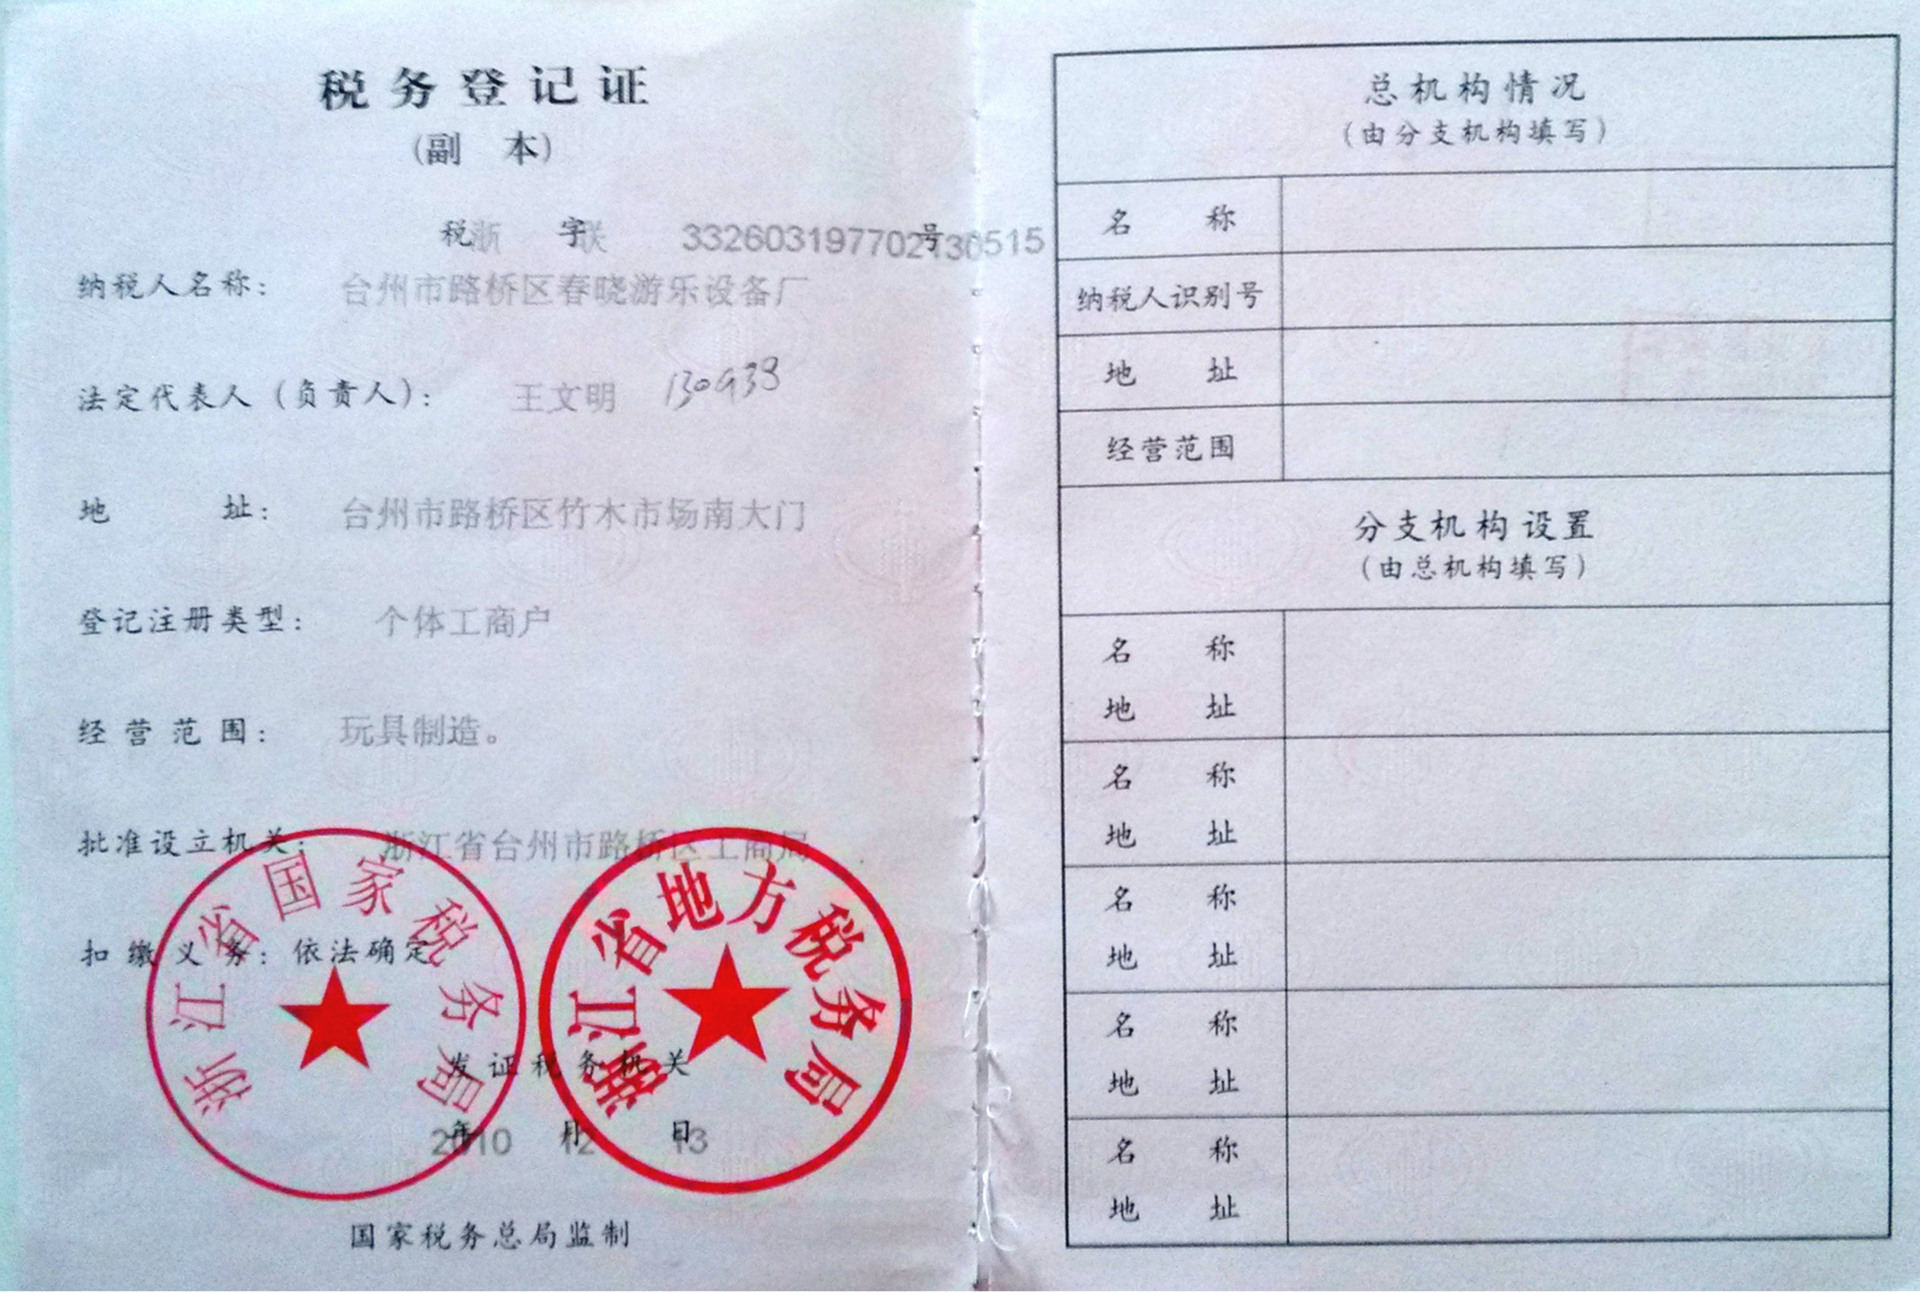 税务登记证
(副 本)
税浙 字联 332603197702130515 号
纳税人名称: 台州市路桥区春晓游乐设备厂
法定代表人(负责人): 王文明
地 址: 台州市路桥区竹木市场南大门
登记注册类型: 个体工商户
经营范围: 玩具制造。
批准设立机关: 浙江省台州市路桥区工商局
扣缴义务: 依法确定
浙江省国家税务局
浙江省地方税务局
发证税务机关
2010年 12月 13日
国家税务总局监制
总机构情况
(由分支机构填写)
名 称
纳税人识别号
地 址
经营范围
分支机构设置
(由总机构填写)
名 称
地 址
名 称
地 址
名 称
地 址
名 称
地 址
名 称
地 址